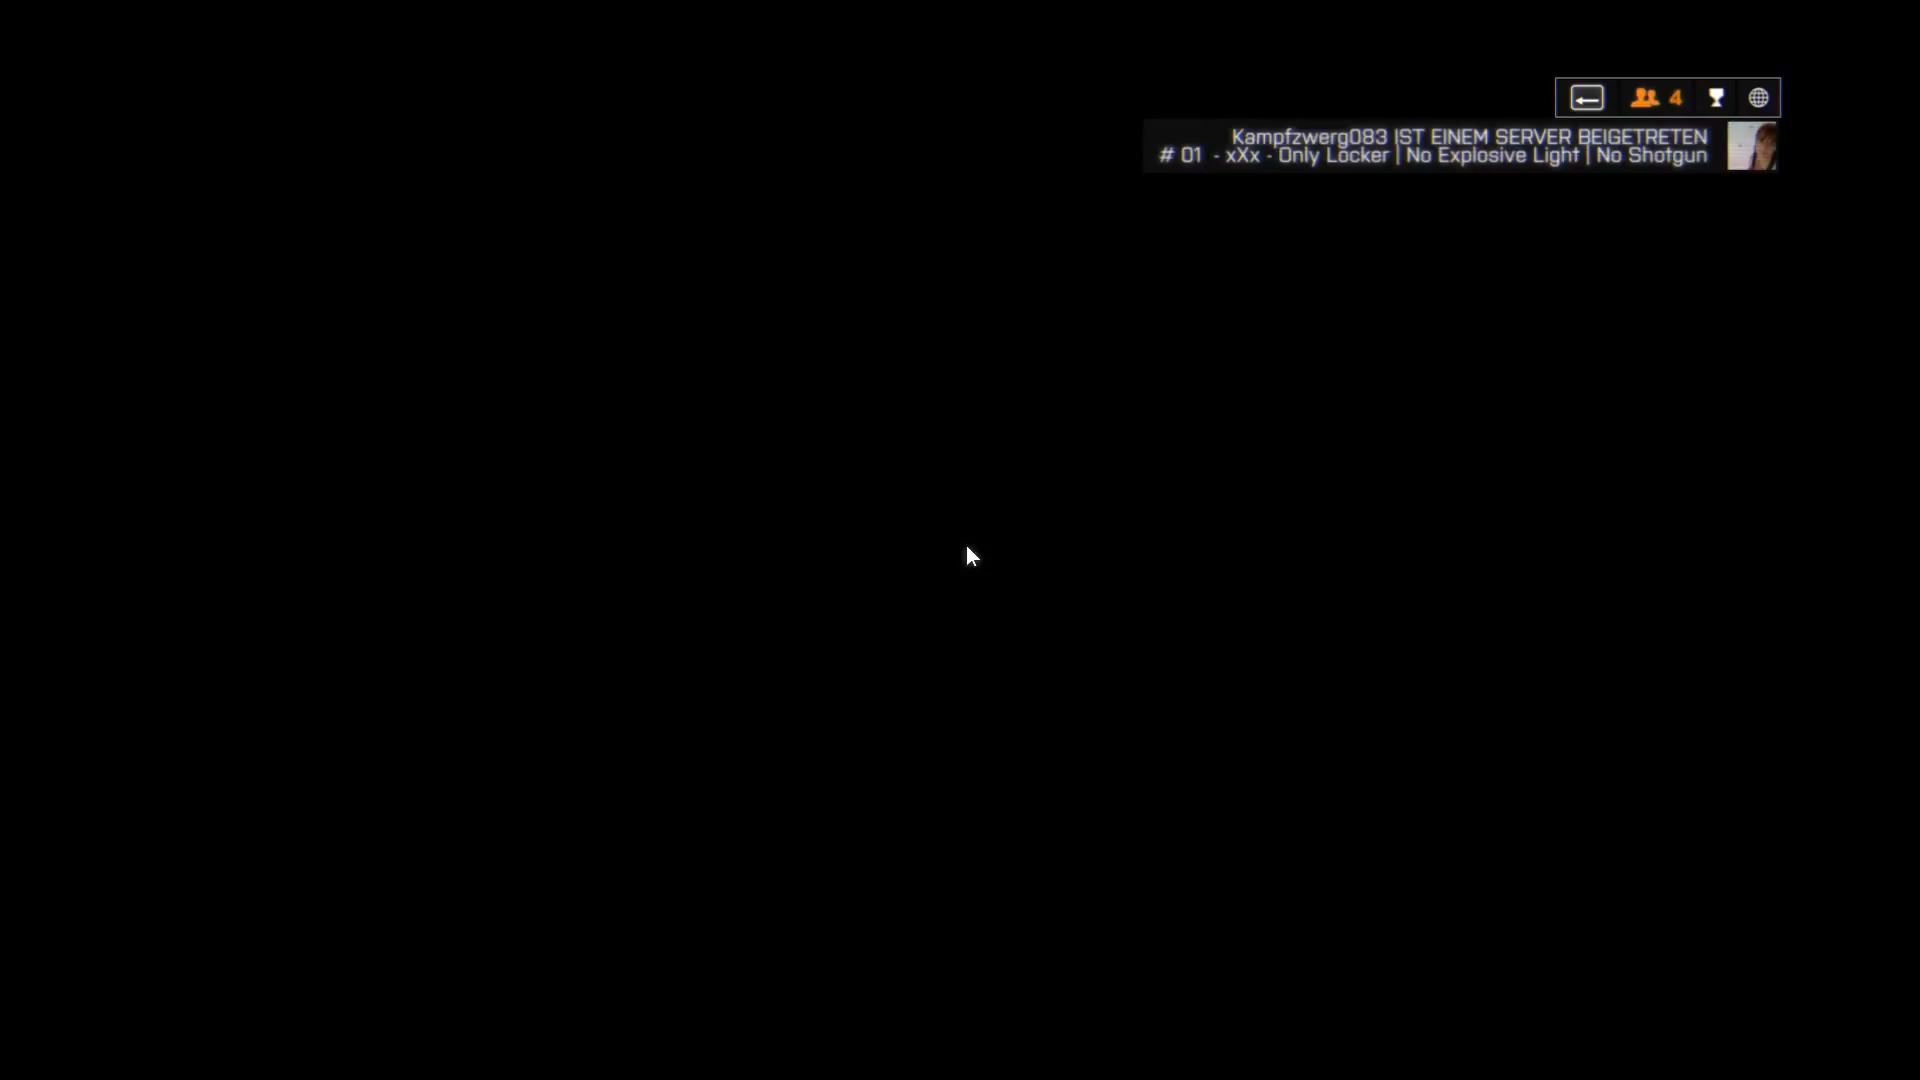 4
Kampfzwerg083 IST EINEM SERVER BEIGETRETEN
# 01 - xXx - Only Locker | No Explosive Light | No Shotgun